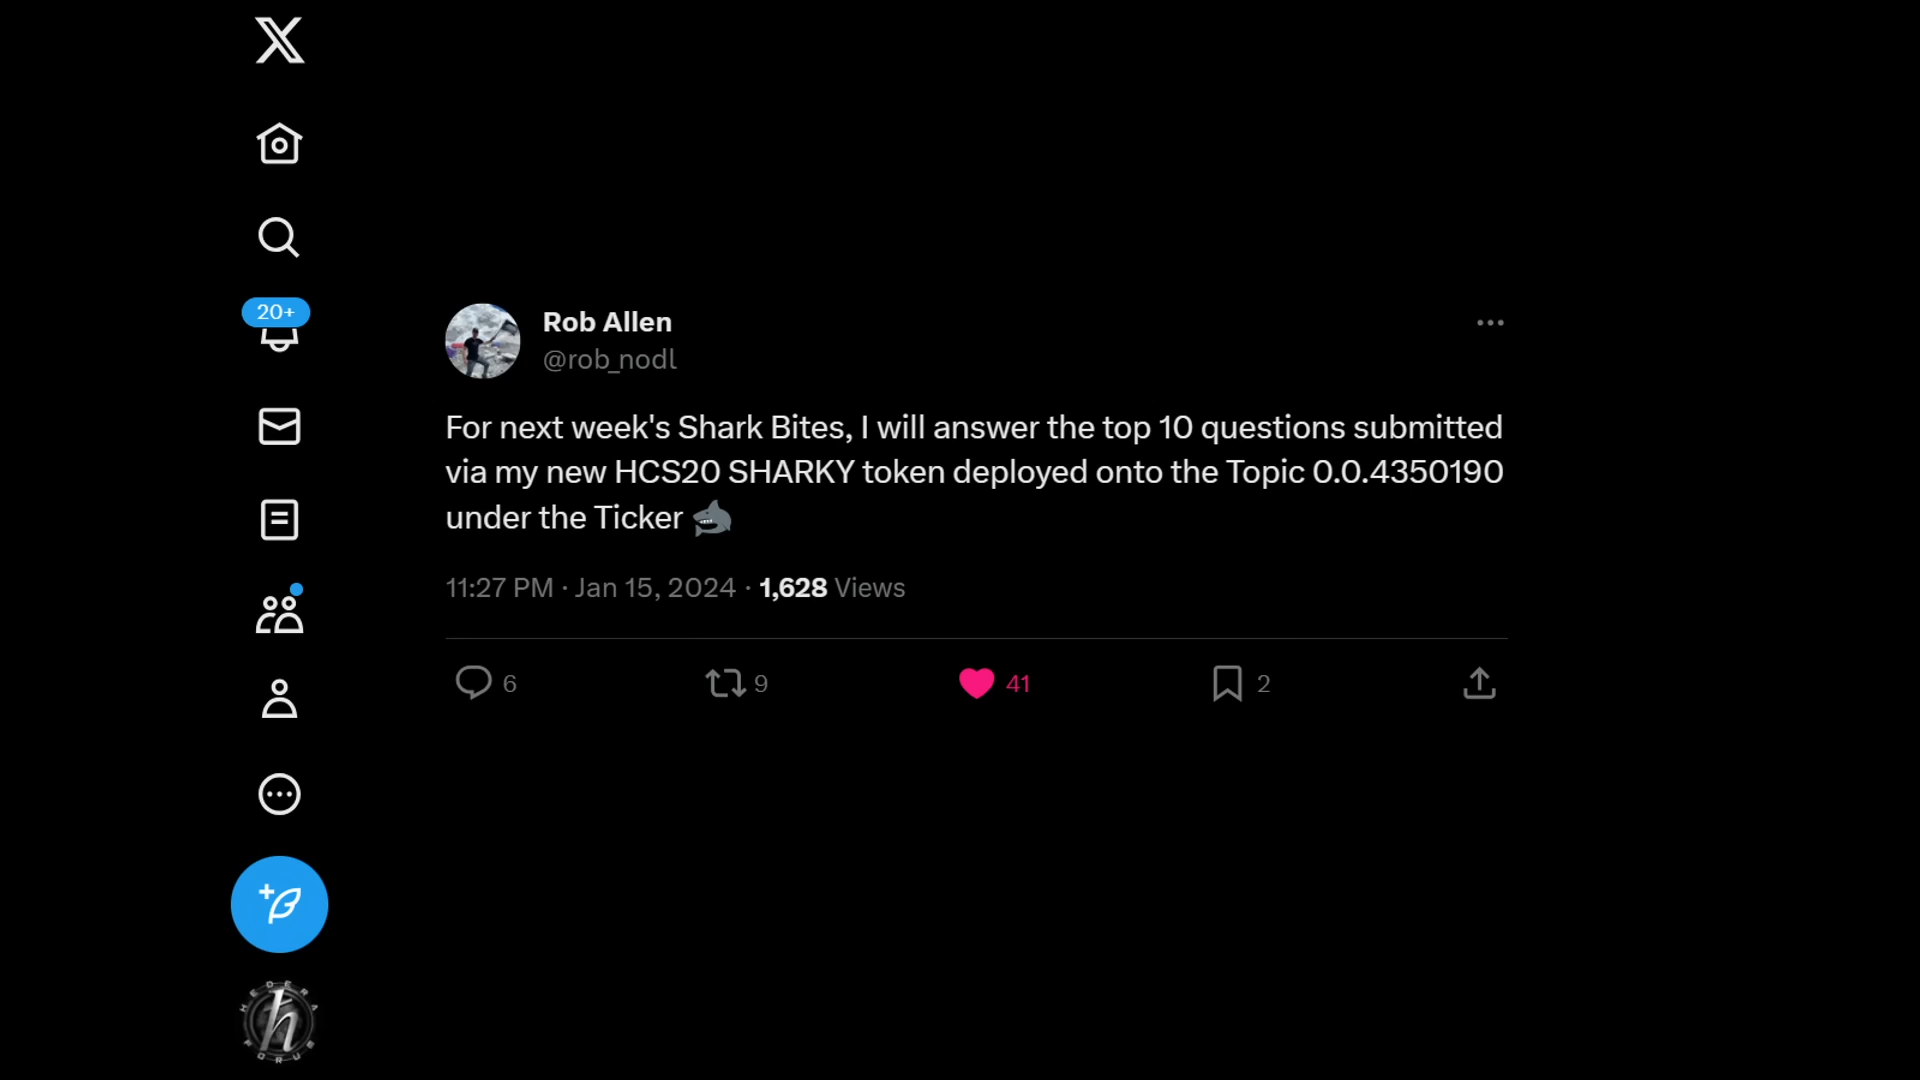 20+
Rob Allen
@rob_nodl
For next week's Shark Bites, I will answer the top 10 questions submitted
via my new HCS20 SHARKY token deployed onto the Topic 0.0.4350190
under the Ticker 🦈
11:27 PM · Jan 15, 2024 · 1,628 Views
6 9 41 2
HEDERA
h
FORUM